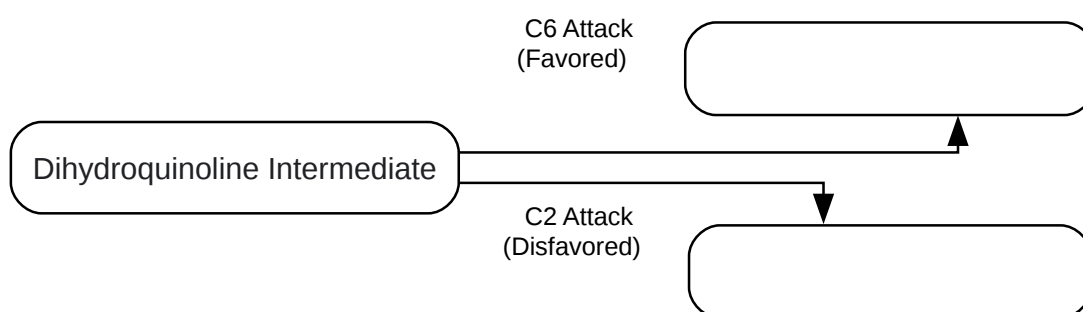 C6 Attack
(Favored)
Dihydroquinoline Intermediate
C2 Attack
(Disfavored)